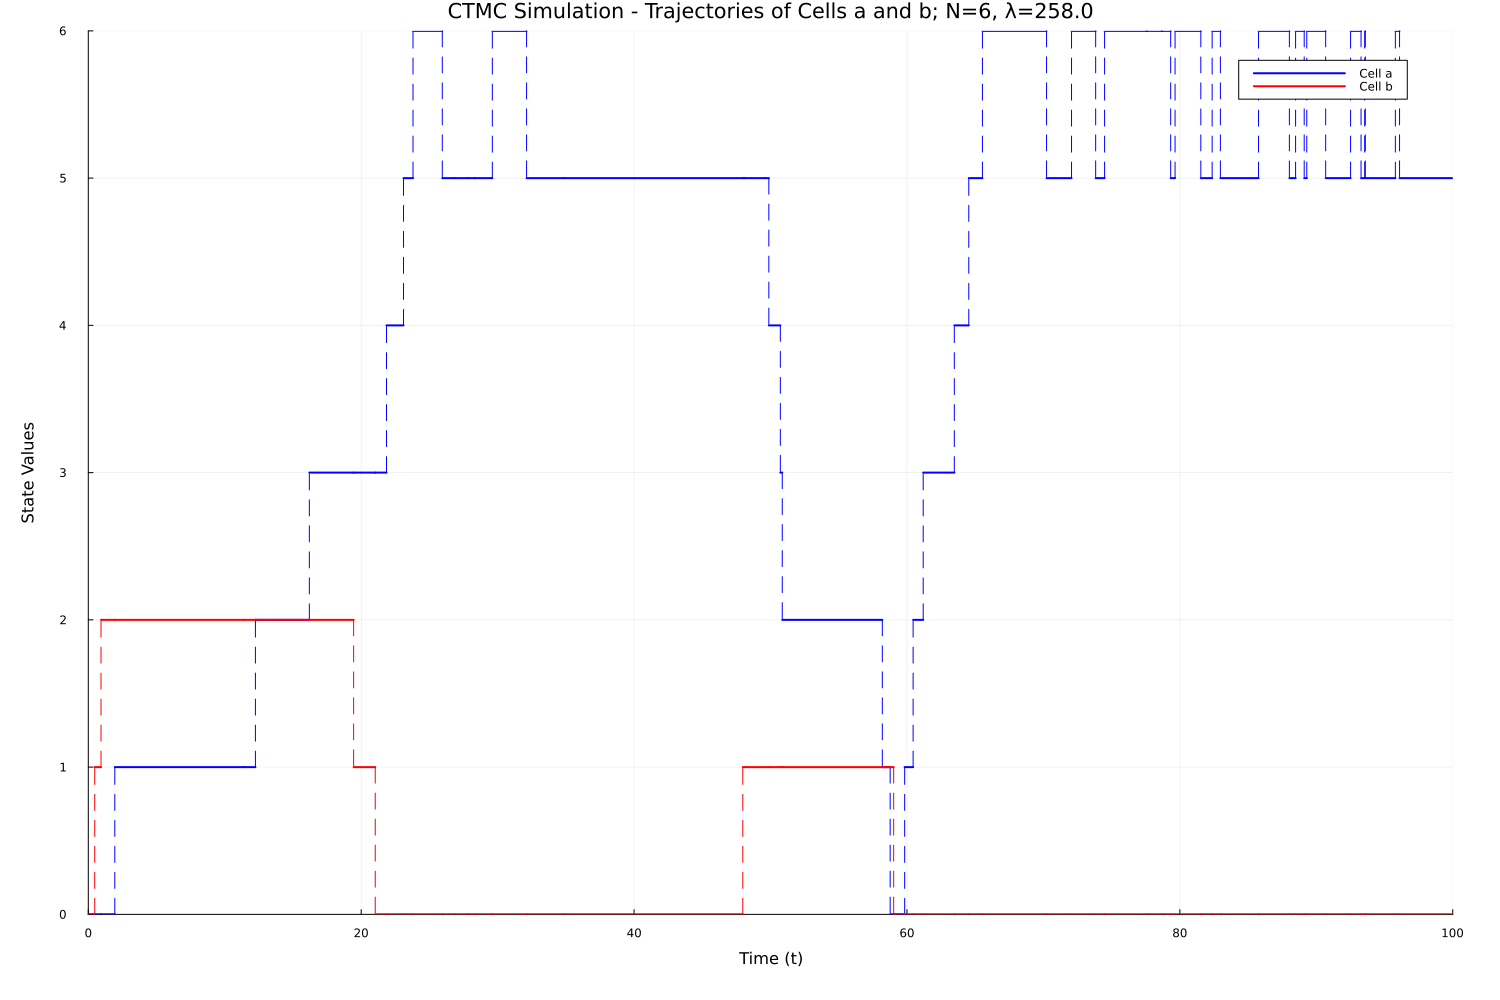 CTMC Simulation - Trajectories of Cells a and b; N=6, λ=258.0
6
Cell a
Cell b
5
4
State Values
3
2
1
0
0 20 40 60 80 100
Time (t)